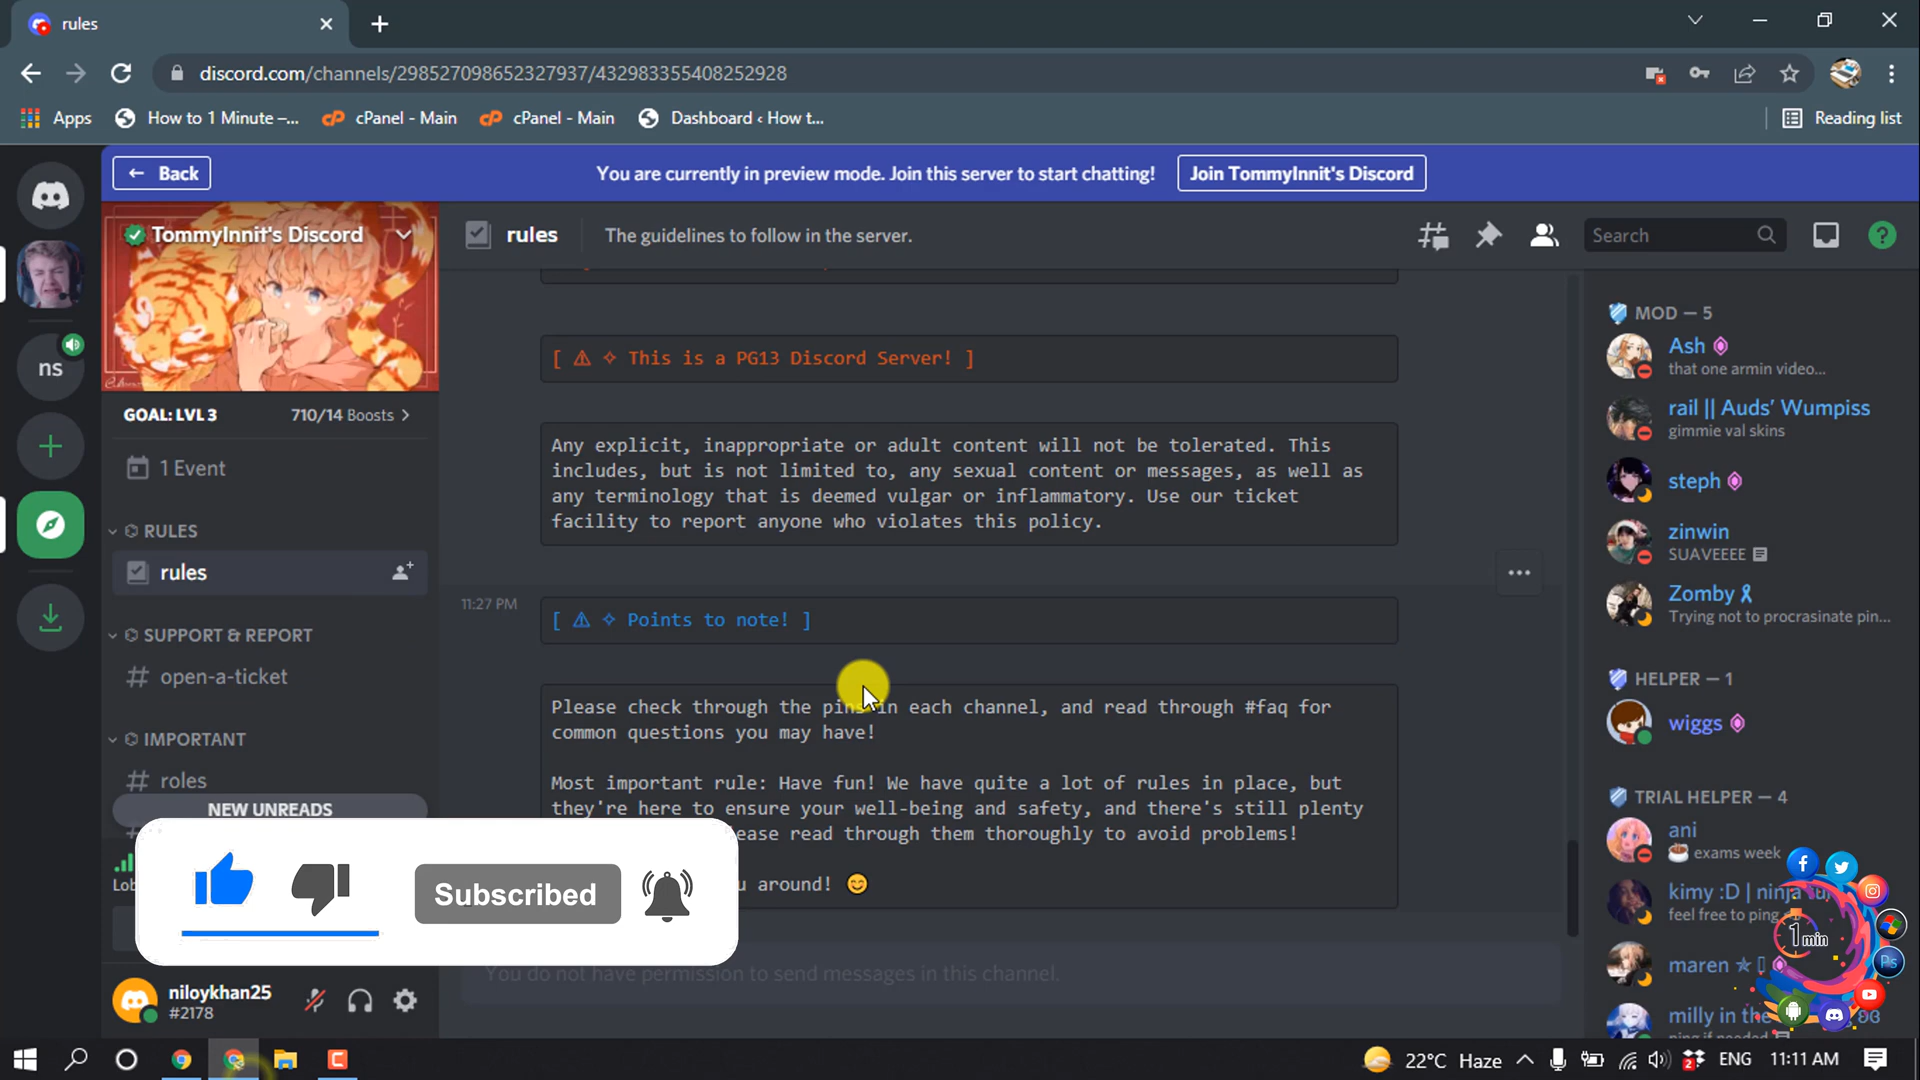 rules
discord.com/channels/298527098652327937/432983355408252928
Apps
How to 1 Minute –...
cPanel - Main
cPanel - Main
Dashboard ‹ How t...
Reading list
← Back
You are currently in preview mode. Join this server to start chatting!
Join TommyInnit's Discord
TommyInnit's Discord
GOAL: LVL 3
710/14 Boosts >
1 Event
RULES
rules
SUPPORT & REPORT
# open-a-ticket
IMPORTANT
# roles
NEW UNREADS
Lob
niloykhan25
#2178
ns
rules
The guidelines to follow in the server.
Search
[ ⚠ ✧ This is a PG13 Discord Server! ]
Any explicit, inappropriate or adult content will not be tolerated. This
includes, but is not limited to, any sexual content or messages, as well as
any terminology that is deemed vulgar or inflammatory. Use our ticket
facility to report anyone who violates this policy.
11:27 PM
[ ⚠ ✧ Points to note! ]
Please check through the pins in each channel, and read through #faq for
common questions you may have!
Most important rule: Have fun! We have quite a lot of rules in place, but
they're here to ensure your well-being and safety, and there's still plenty
ease read through them thoroughly to avoid problems!
u around! 😊
You do not have permission to send messages in this channel.
Subscribed
MOD — 5
Ash
that one armin video...
rail || Auds' Wumpiss
gimmie val skins
steph
zinwin
SUAVEEEE
Zomby
Trying not to procrasinate pin...
HELPER — 1
wiggs
TRIAL HELPER — 4
ani
☕ exams week
kimy :D | ninja
feel free to ping
maren ✯
milly in the
1 min
Ps
22°C Haze
ENG
11:11 AM